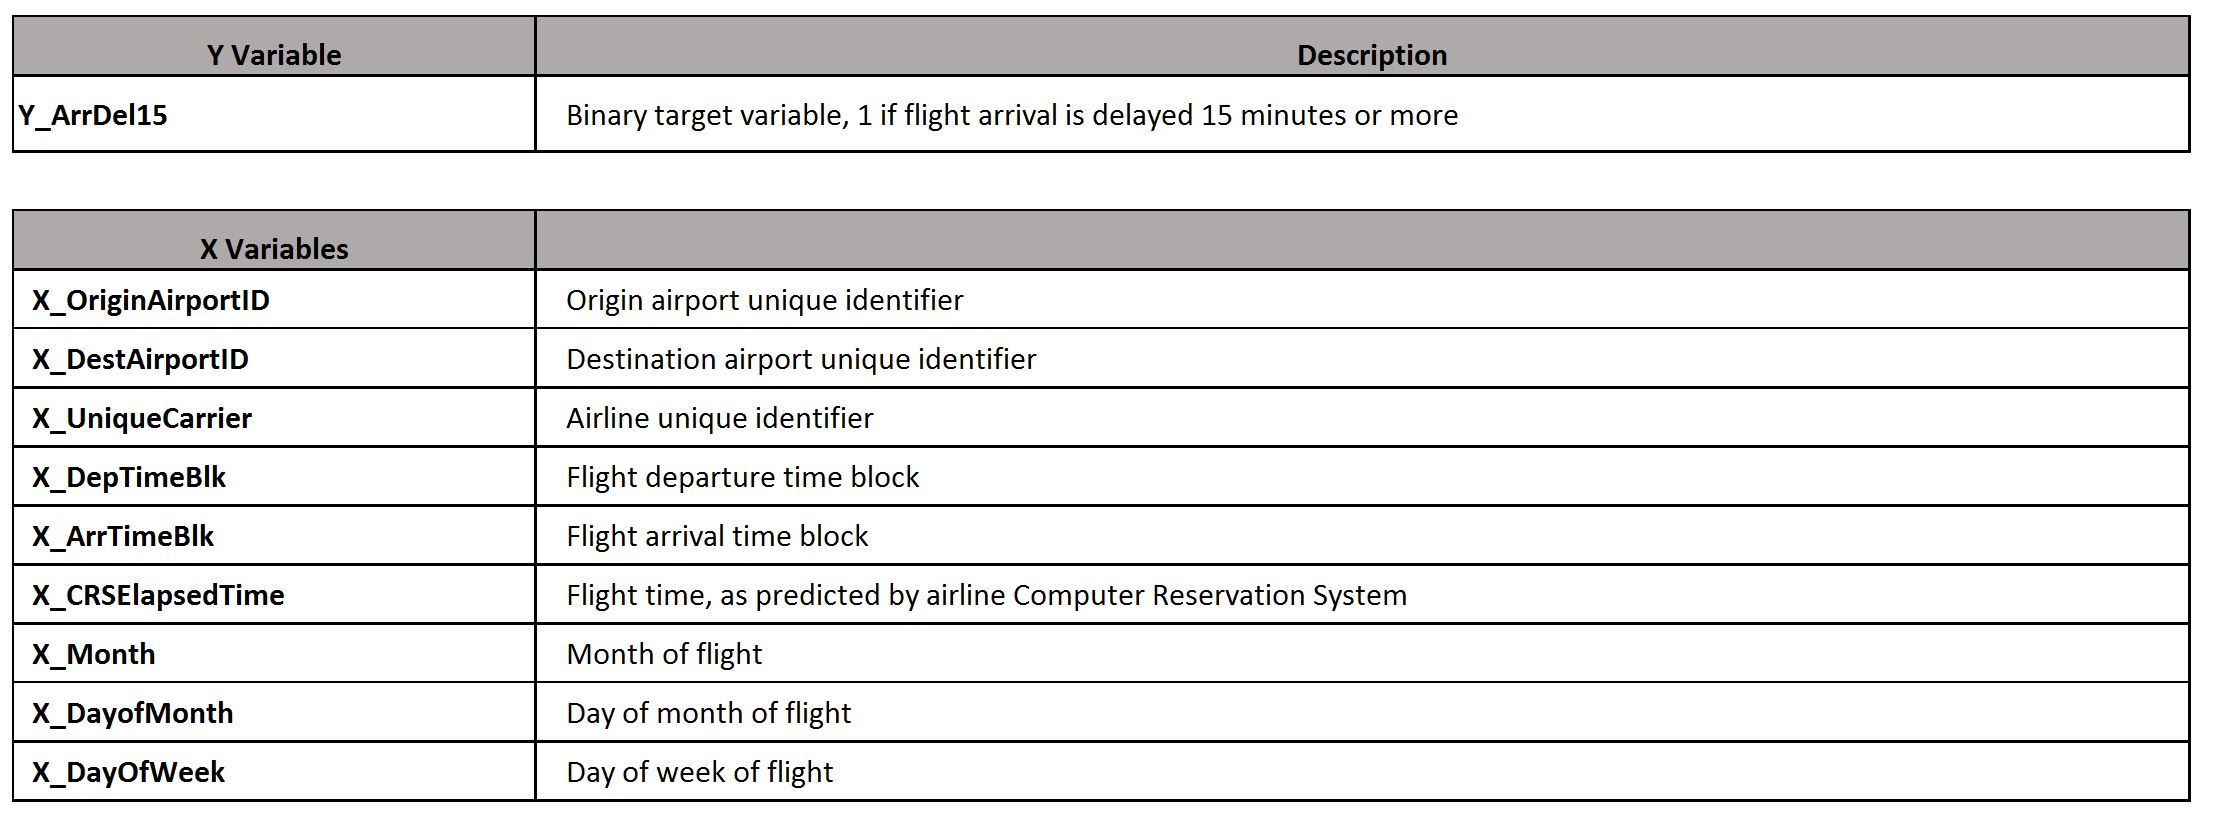 Y Variable Description
Y_ArrDel15 Binary target variable, 1 if flight arrival is delayed 15 minutes or more
X Variables
X_OriginAirportID Origin airport unique identifier
X_DestAirportID Destination airport unique identifier
X_UniqueCarrier Airline unique identifier
X_DepTimeBlk Flight departure time block
X_ArrTimeBlk Flight arrival time block
X_CRSElapsedTime Flight time, as predicted by airline Computer Reservation System
X_Month Month of flight
X_DayofMonth Day of month of flight
X_DayOfWeek Day of week of flight